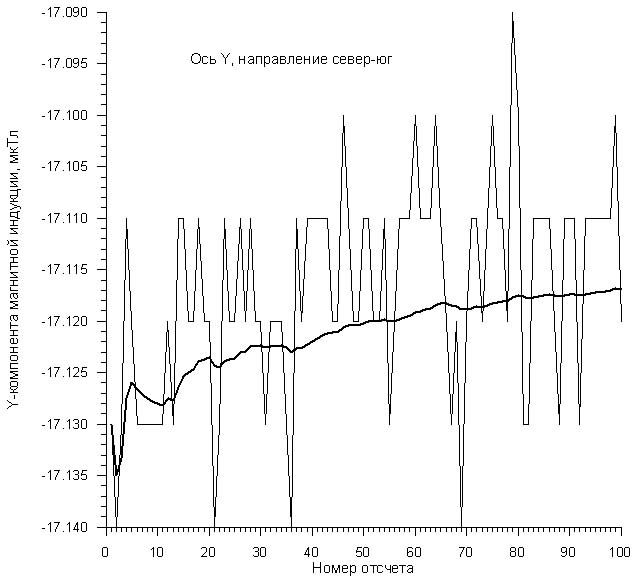 -17.090
-17.095
Ось Y, направление север-юг
-17.100
-17.105
-17.110
-17.115
-17.120
-17.125
-17.130
-17.135
-17.140
Y-компонента магнитной индукции, мкТл
0 10 20 30 40 50 60 70 80 90 100
Номер отсчета